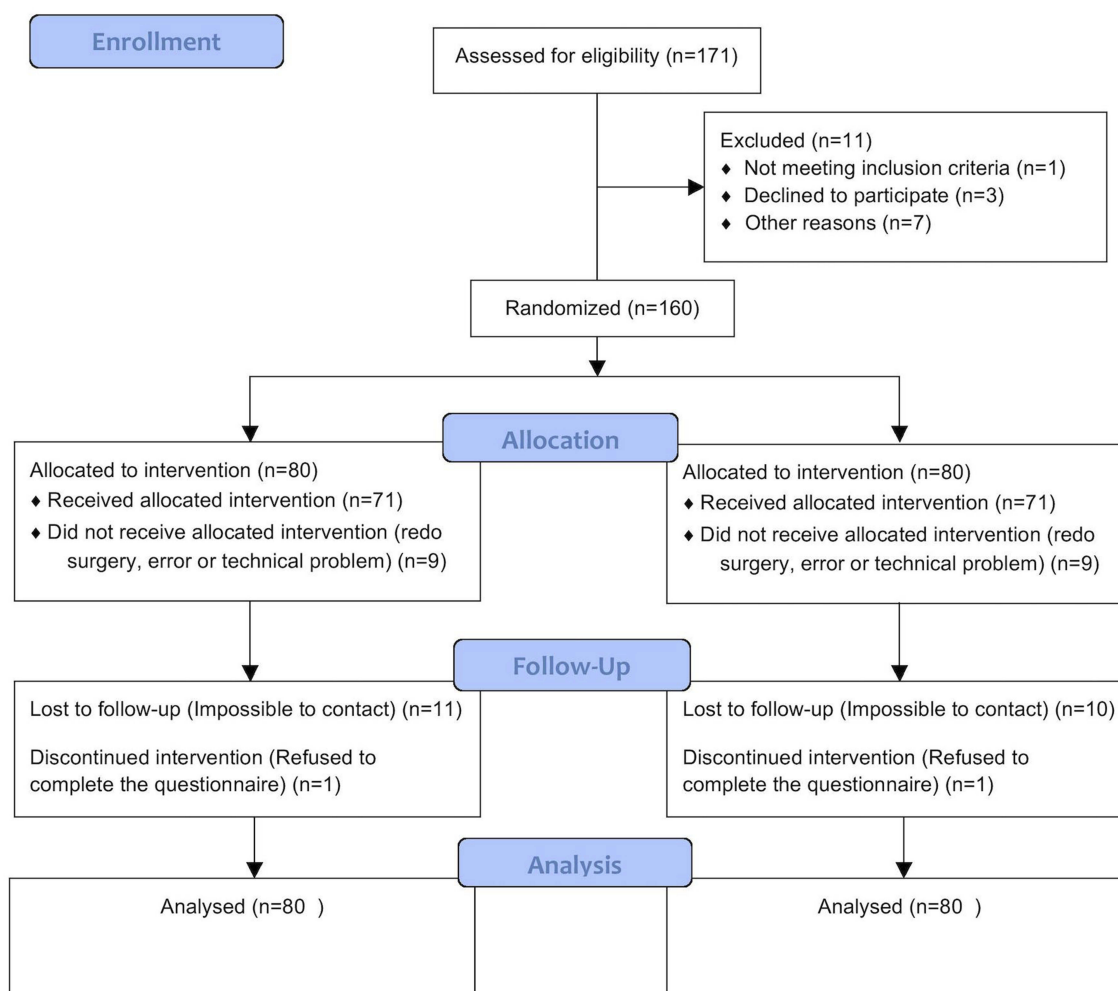 Enrollment
Assessed for eligibility (n=171)
Excluded (n=11)
♦ Not meeting inclusion criteria (n=1)
♦ Declined to participate (n=3)
♦ Other reasons (n=7)
Randomized (n=160)
Allocation
Allocated to intervention (n=80)
♦ Received allocated intervention (n=71)
♦ Did not receive allocated intervention (redo
surgery, error or technical problem) (n=9)
Allocated to intervention (n=80)
♦ Received allocated intervention (n=71)
♦ Did not receive allocated intervention (redo
surgery, error or technical problem) (n=9)
Follow-Up
Lost to follow-up (Impossible to contact) (n=11)
Discontinued intervention (Refused to
complete the questionnaire) (n=1)
Lost to follow-up (Impossible to contact) (n=10)
Discontinued intervention (Refused to
complete the questionnaire) (n=1)
Analysis
Analysed (n=80  )
Analysed (n=80  )